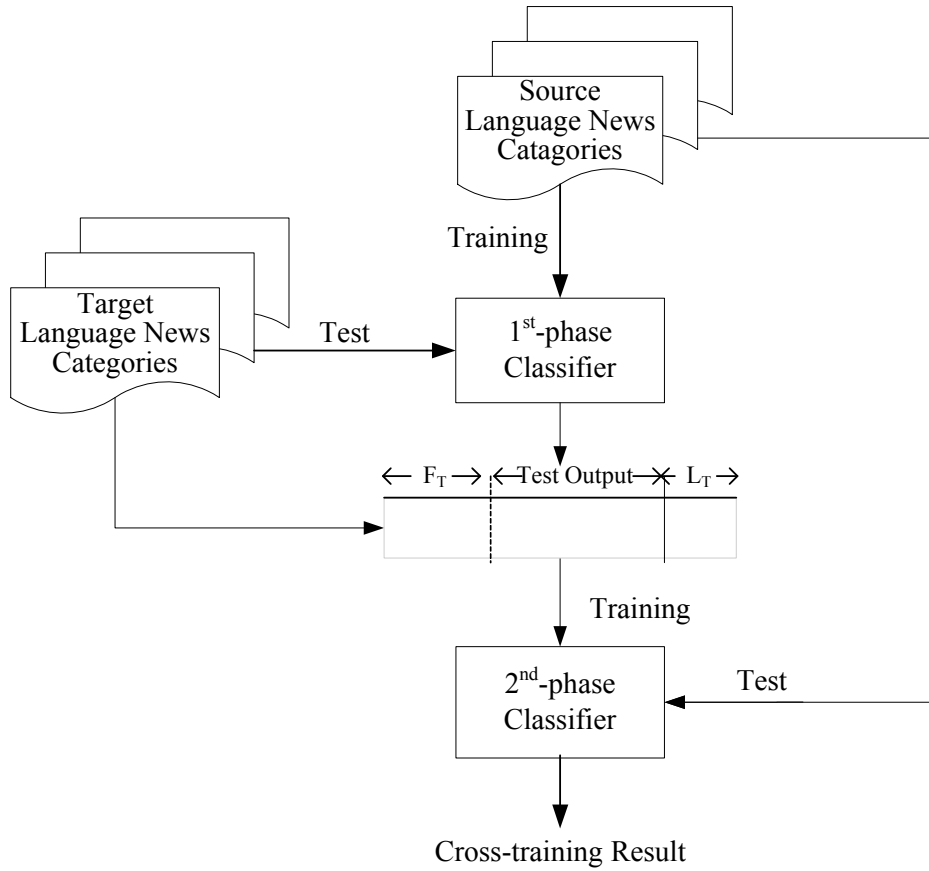 Source
Language News
Catagories
Training
Target
Language News
Categories
Test
1st-phase
Classifier
FT
Test Output
LT
Training
2nd-phase
Classifier
Test
Cross-training Result